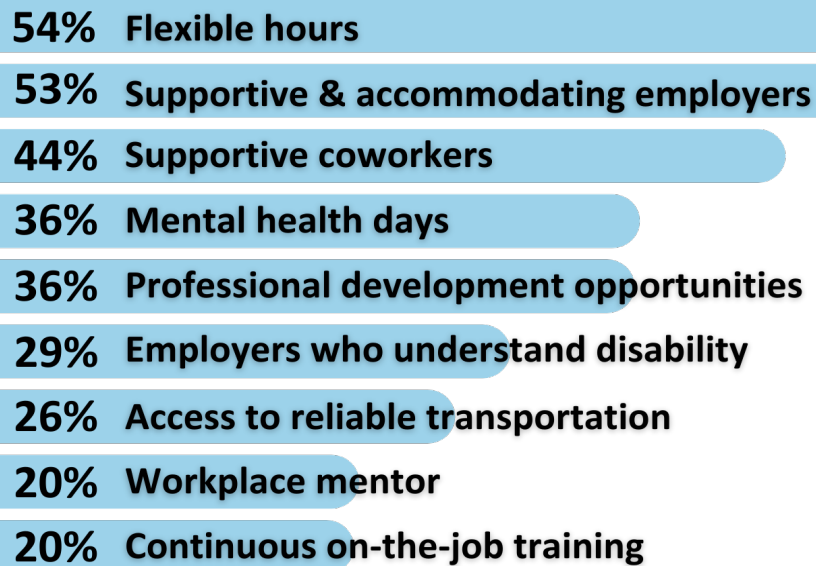 54% Flexible hours
53% Supportive & accommodating employers
44% Supportive coworkers
36% Mental health days
36% Professional development opportunities
29% Employers who understand disability
26% Access to reliable transportation
20% Workplace mentor
20% Continuous on-the-job training